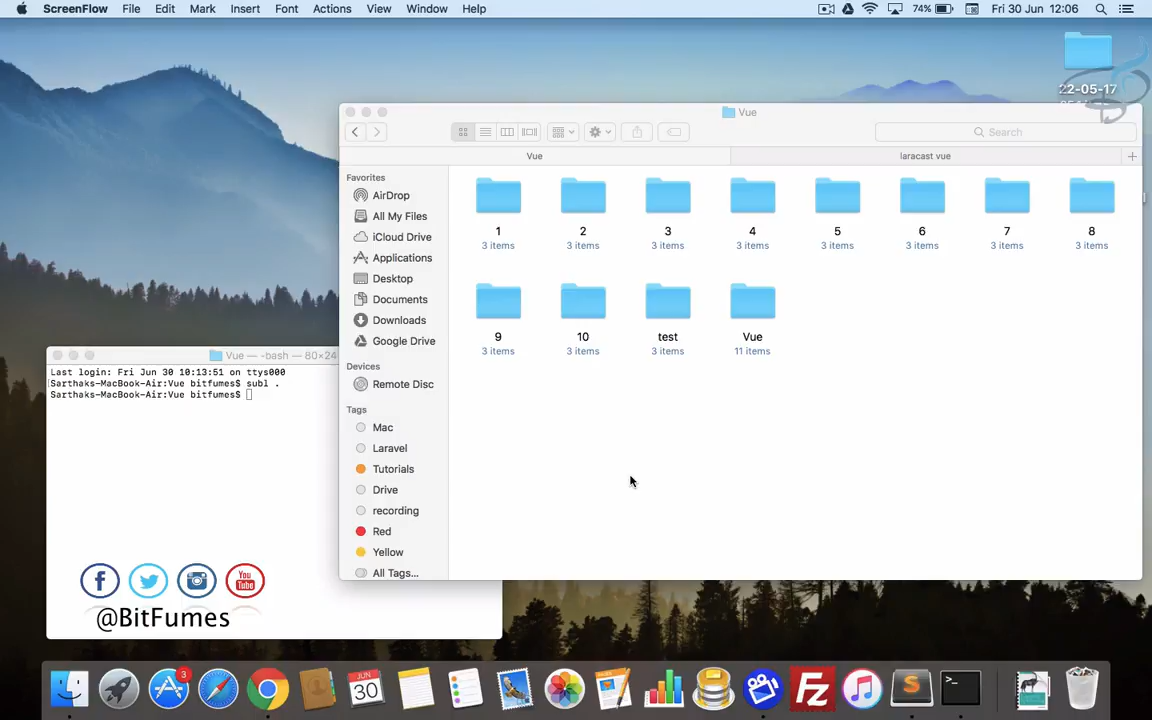 ScreenFlow File Edit Mark Insert Font Actions View Window Help 74% Fri 30 Jun 12:06
22-05-17
Vue
Search
Vue laracast vue
Favorites
AirDrop
All My Files
iCloud Drive
Applications
Desktop
Documents
Downloads
Google Drive
Devices
Remote Disc
Tags
Mac
Laravel
Tutorials
Drive
recording
Red
Yellow
All Tags...
1 2 3 4 5 6 7 8
3 items 3 items 3 items 3 items 3 items 3 items 3 items 3 items
9 10 test Vue
3 items 3 items 3 items 11 items
Vue — -bash — 80×24
Last login: Fri Jun 30 10:13:51 on ttys000
Sarthaks-MacBook-Air:Vue bitfumes$ subl .
Sarthaks-MacBook-Air:Vue bitfumes$
You Tube
@BitFumes
3
JUN
30